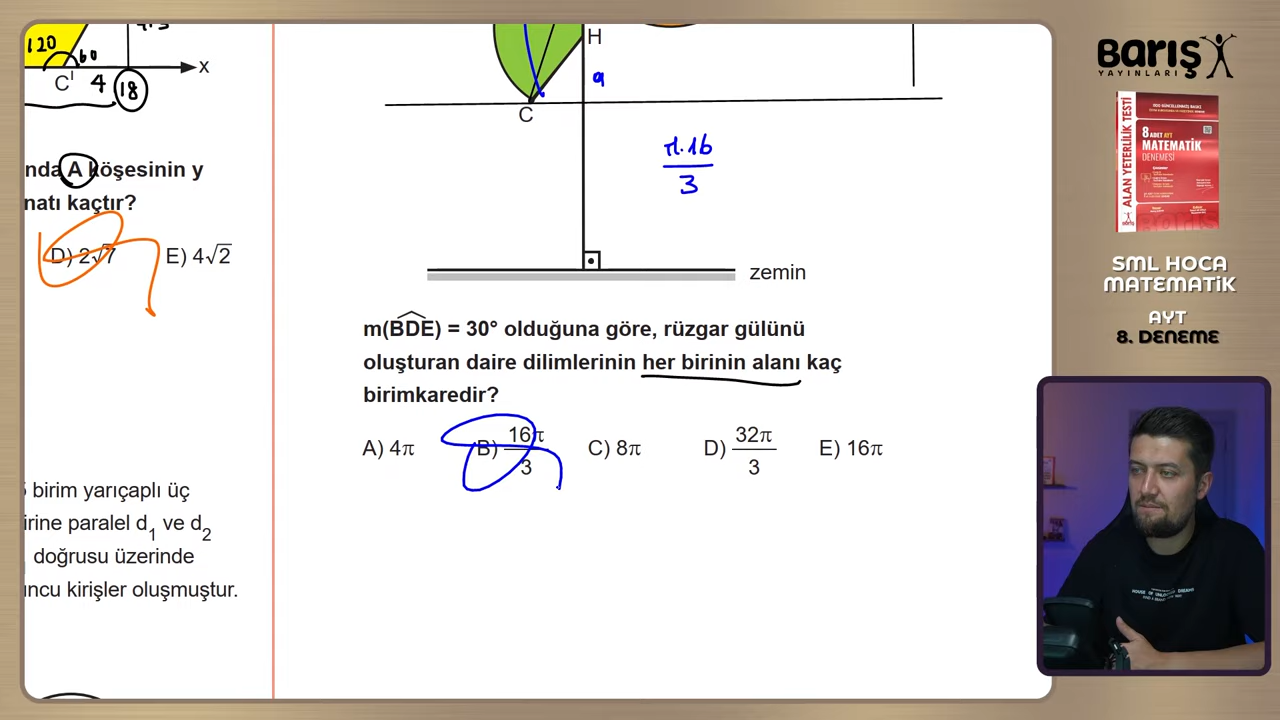 120
60
C'
4
18
x
nda A köşesinin y
natı kaçtır?
D) 2√7
E) 4√2
birim yarıçaplı üç
irine paralel d₁ ve d₂
doğrusu üzerinde
ıncu kirişler oluşmuştur.
H
a
C
π.16
3
zemin
m(BDE) = 30° olduğuna göre, rüzgar gülünü
oluşturan daire dilimlerinin her birinin alanı kaç
birimkaredir?
A) 4π
B) 16π/3
C) 8π
D) 32π/3
E) 16π
BARIŞ
YAYINLARI
ALAN YETERLİLİK TESTİ
8 ADET AYT
MATEMATİK
DENEMESİ
SML HOCA
MATEMATİK
AYT
8. DENEME